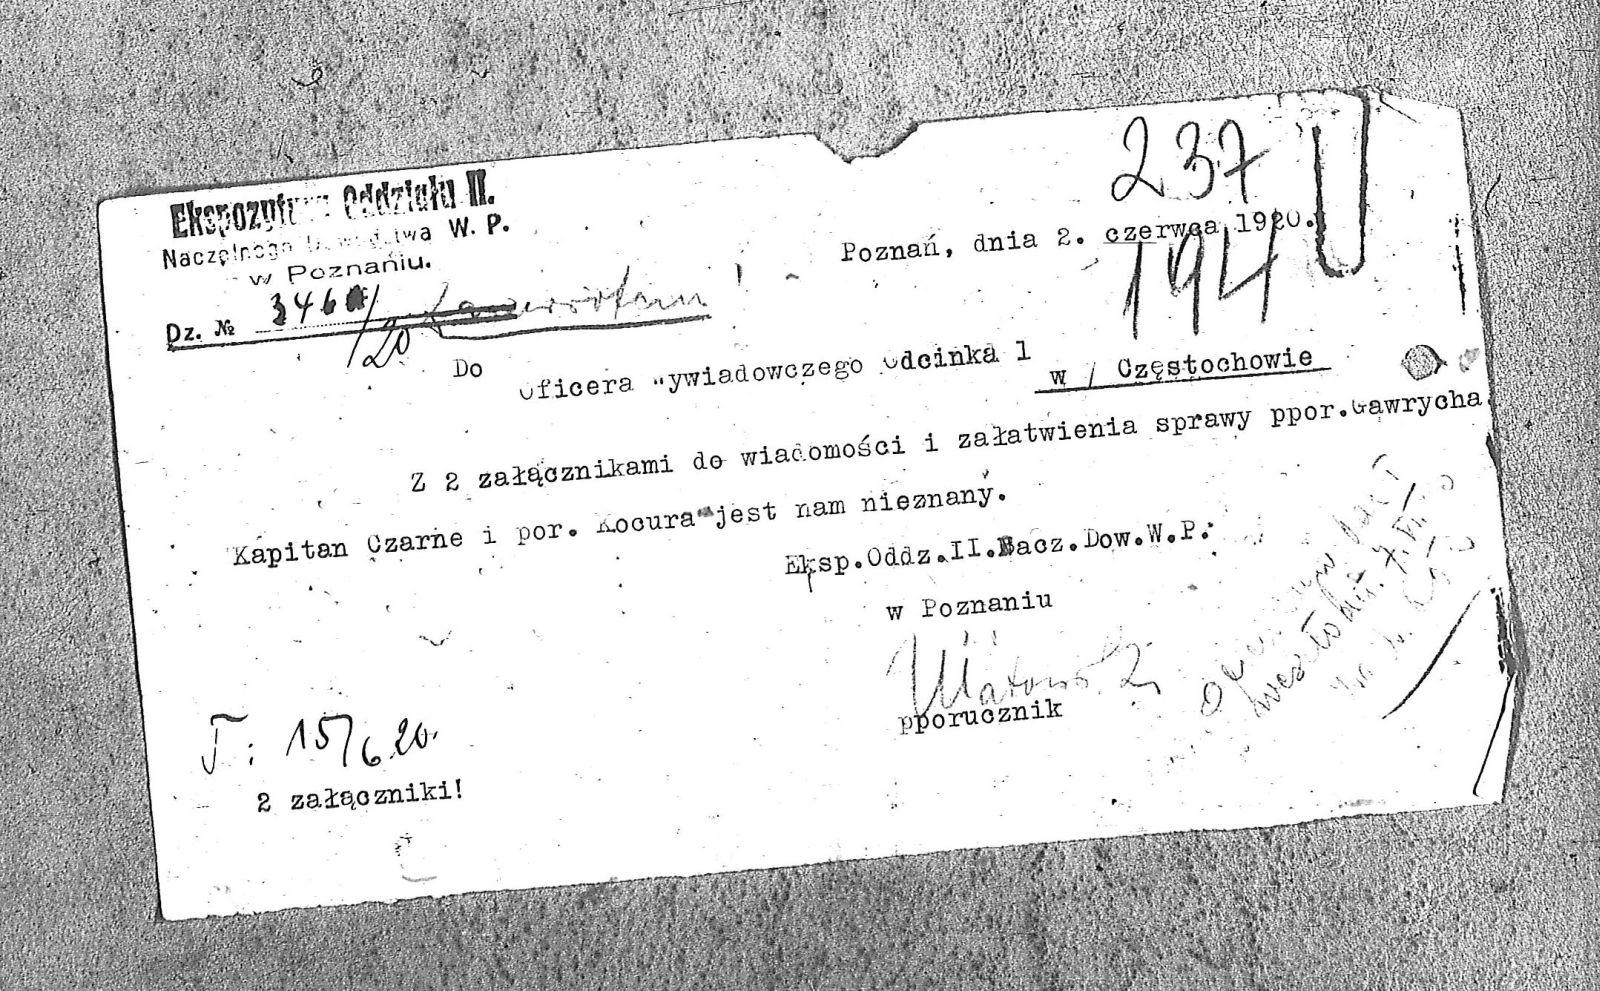 237
194
Ekspozytura Oddziału II.
Naczelnego Dowództwa W. P.
w Poznaniu.
Poznań, dnia 2. czerwca 1920.
Dz. №
/20
Do
Oficera Wywiadowczego Odcinka 1
w / Częstochowie
Z 2 załącznikami do wiadomości i załatwienia sprawy ppor.Gawrycha.
Kapitan Czarne i por. Kocura jest nam nieznany.
Eksp.Oddz.II.Nacz.Dow.W.P.
w Poznaniu
pporucznik
T: 15/6 20.
2 załączniki!